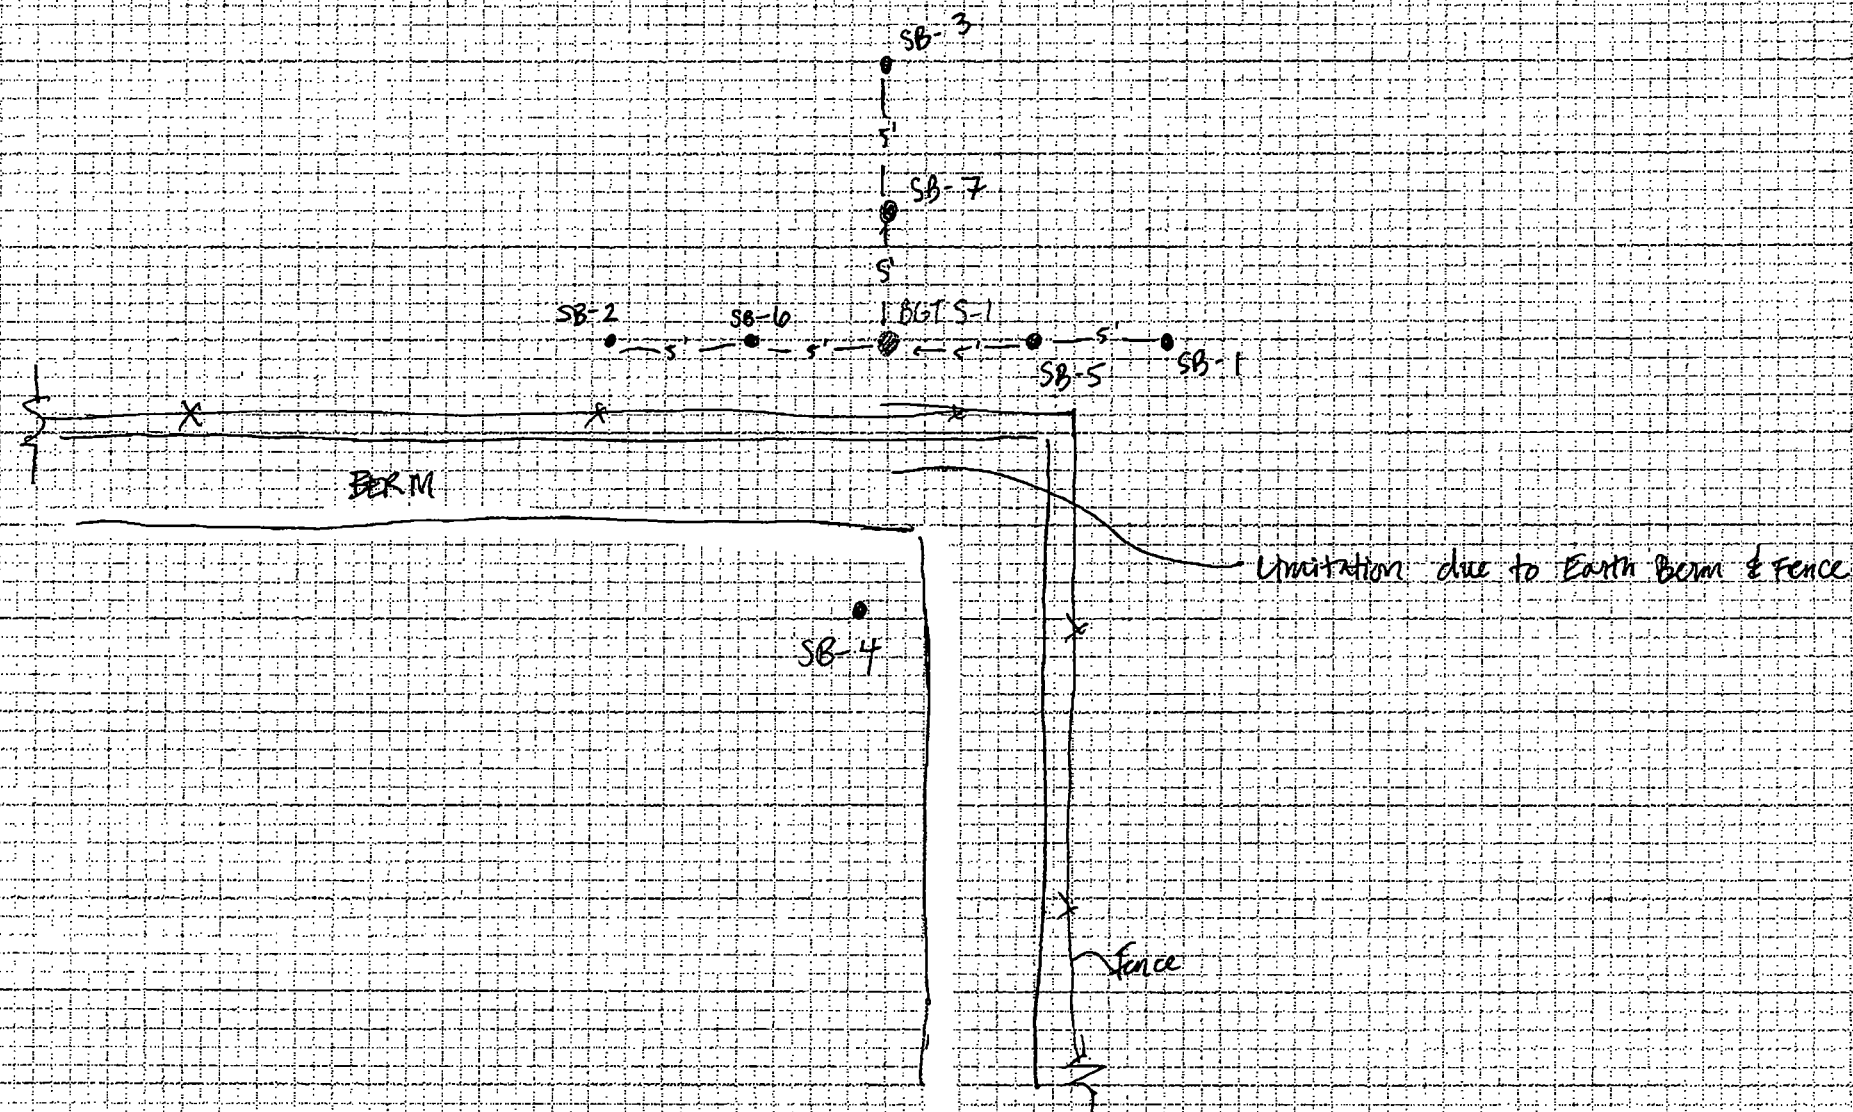 SB-3
5'
SB-7
5'
SB-2
SB-6
BGT S-1
5'
5'
5'
SB-5
SB-1
BERM
Limitation due to Earth Berm & Fence
SB-4
Fence